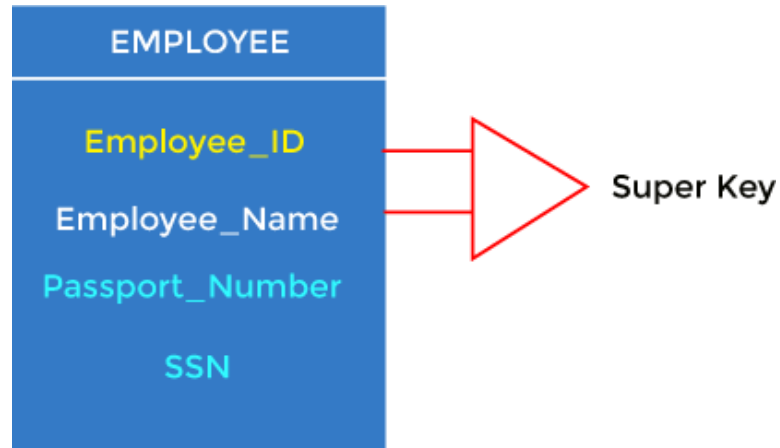 EMPLOYEE
Employee_ID
Employee_Name
Super Key
Passport_Number
SSN